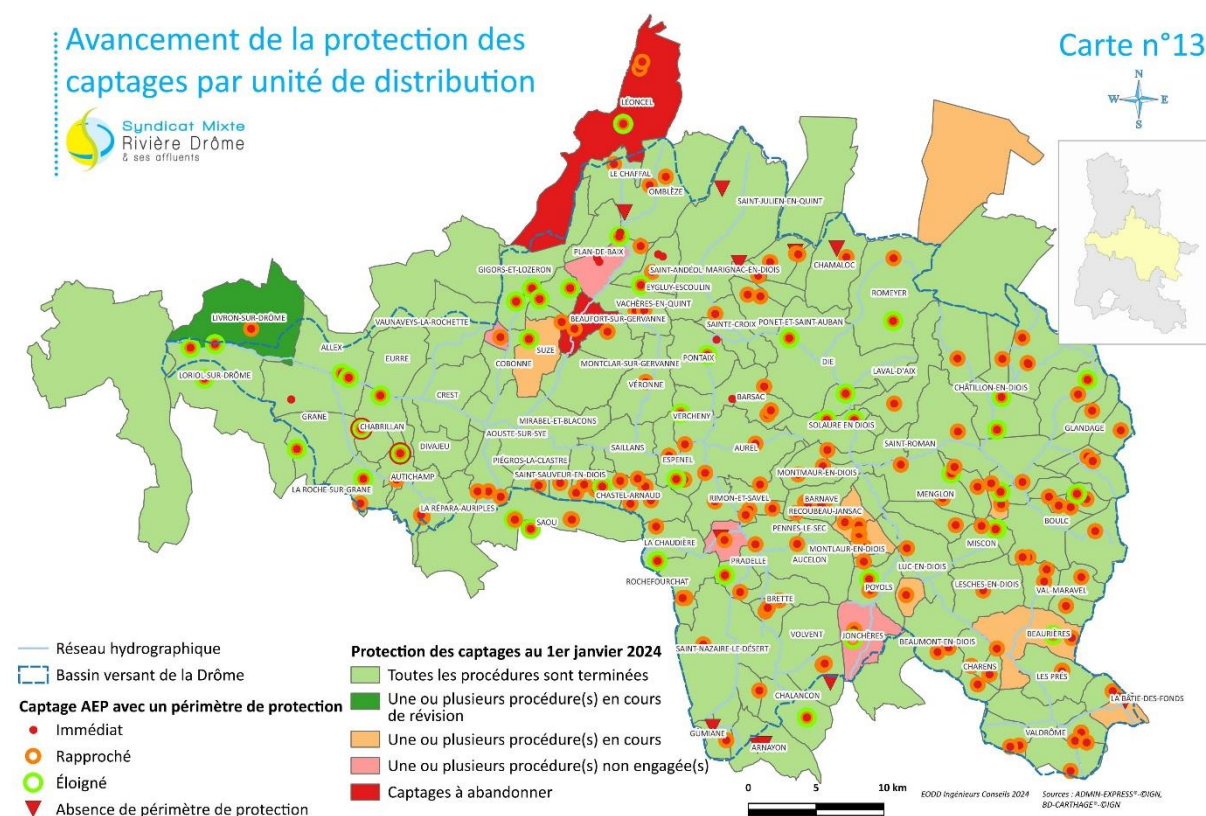 Avancement de la protection des
captages par unité de distribution
Syndicat Mixte
Rivière Drôme
& ses affluents
Carte n°13
N
W
E
S
LÉONCEL
LE CHAFFAL
OMBLÈZE
SAINT-JULIEN-EN-QUINT
PLAN-DE-BAIX
GIGORS-ET-LOZERON
SAINT-ANDÉOL
MARIGNAC-EN-DIOIS
CHAMALOC
EYGLUY-ESCOULIN
ROMEYER
VACHÈRES-EN-QUINT
LIVRON-SUR-DRÔME
VAUNAVEYS-LA-ROCHETTE
BEAUFORT-SUR-GERVANNE
SAINTE-CROIX
PONET-ET-SAINT-AUBAN
ALLEX
SUZE
EURRE
COBONNE
MONTCLAR-SUR-GERVANNE
PONTAIX
DIE
LORIOL-SUR-DRÔME
LAVAL-D'AIX
VÉRONNE
CHÂTILLON-EN-DIOIS
CREST
BARSAC
GRANE
MIRABEL-ET-BLACONS
VERCHENY
CHABRILLAN
SOLAURE EN DIOIS
GLANDAGE
AOUSTE-SUR-SYE
DIVAJEU
SAILLANS
AUREL
SAINT-ROMAN
PIÉGROS-LA-CLASTRE
ESPENEL
AUTICHAMP
SAINT-SAUVEUR-EN-DIOIS
MONTMAUR-EN-DIOIS
LA ROCHE-SUR-GRANE
CHASTEL-ARNAUD
RIMON-ET-SAVEL
BARNAVE
MENGLON
LA RÉPARA-AURIPLES
RECOUBEAU-JANSAC
BOULC
SAOU
PENNES-LE-SEC
LA CHAUDIÈRE
MISCON
MONTLAUR-EN-DIOIS
PRADELLE
AUCELON
LUC-EN-DIOIS
ROCHEFOURCHAT
POYOLS
LESCHES-EN-DIOIS
VAL-MARAVEL
BRETTE
VOLVENT
JONCHÈRES
BEAURIÈRES
SAINT-NAZAIRE-LE-DÉSERT
BEAUMONT-EN-DIOIS
CHARENS
LES PRÈS
CHALANCON
LA BÂTIE-DES-FONDS
GUMIANE
VALDRÔME
ARNAYON
Réseau hydrographique
Bassin versant de la Drôme
Captage AEP avec un périmètre de protection
Immédiat
Rapproché
Éloigné
Absence de périmètre de protection
Protection des captages au 1er janvier 2024
Toutes les procédures sont terminées
Une ou plusieurs procédure(s) en cours
de révision
Une ou plusieurs procédure(s) en cours
Une ou plusieurs procédure(s) non engagée(s)
Captages à abandonner
0 5 10 km
EODD Ingénieurs Conseils 2024
Sources : ADMIN-EXPRESS®-©IGN,
BD-CARTHAGE®-©IGN